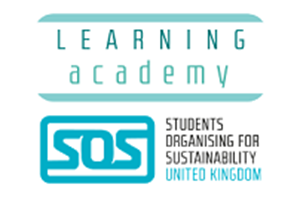 LEARNING
academy
SOS
STUDENTS
ORGANISING FOR
SUSTAINABILITY
UNITED KINGDOM